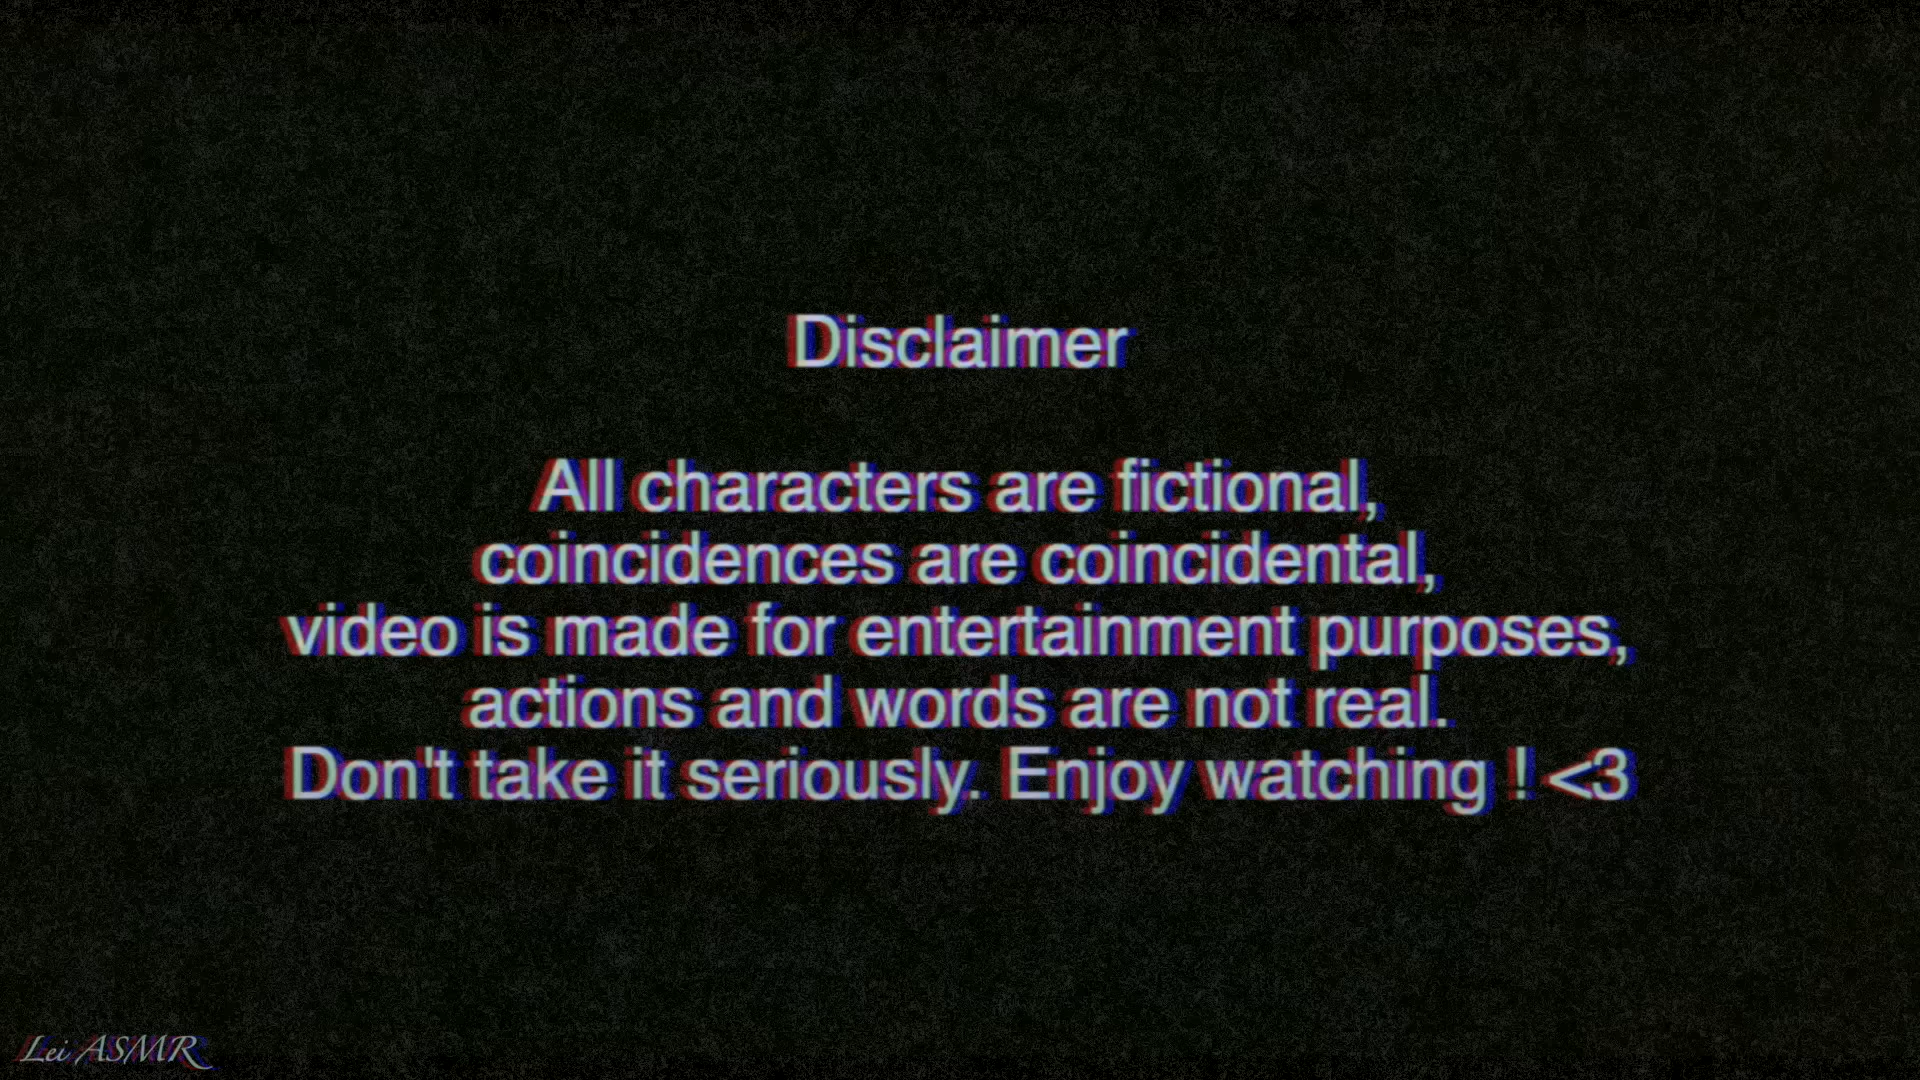 Disclaimer
All characters are fictional,
coincidences are coincidental,
video is made for entertainment purposes,
actions and words are not real.
Don't take it seriously. Enjoy watching ! <3
Lei ASMR